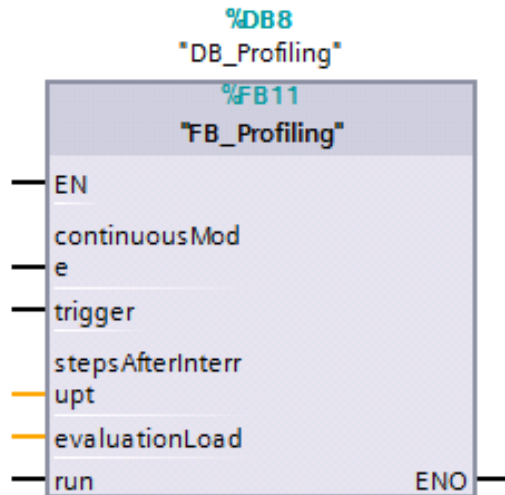 %DB8
"DB_Profiling"
%FB11
"FB_Profiling"
EN
continuousMod
e
trigger
stepsAfterInterr
upt
evaluationLoad
run ENO